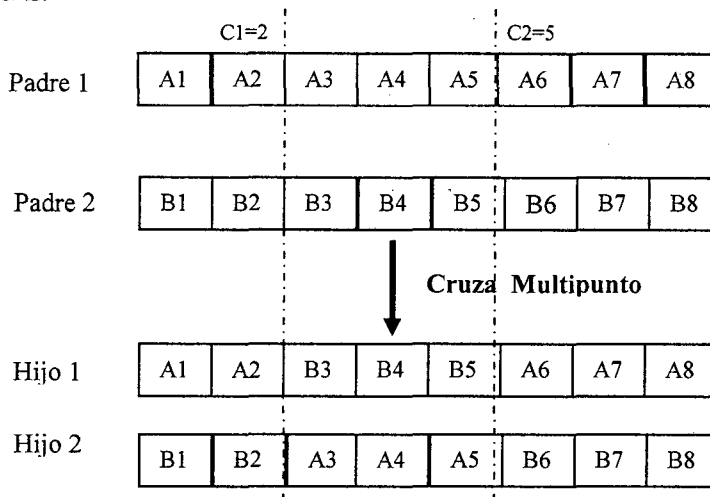 C1=2 C2=5
Padre 1 A1 A2 A3 A4 A5 A6 A7 A8
Padre 2 B1 B2 B3 B4 B5 B6 B7 B8
Cruza Multipunto
Hijo 1 A1 A2 B3 B4 B5 A6 A7 A8
Hijo 2 B1 B2 A3 A4 A5 B6 B7 B8